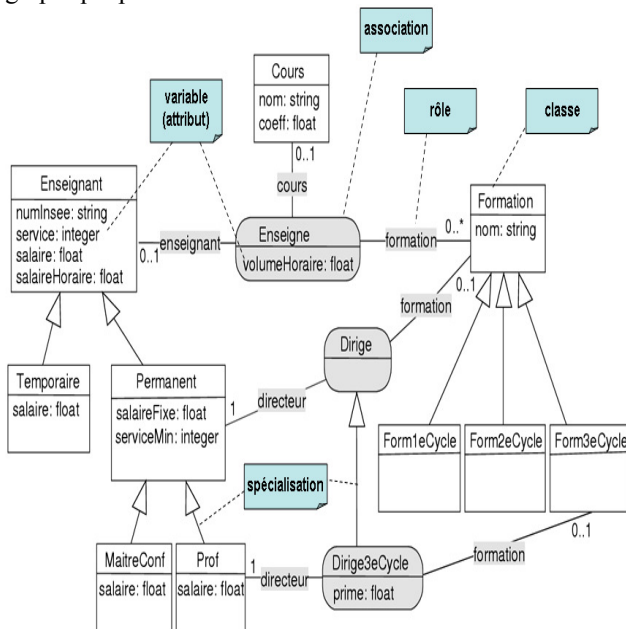 association
Cours
nom: string
coeff: float
variable
(attribut)
rôle
classe
0..1
cours
Enseignant
numInsee: string
service: integer
salaire: float
salaireHoraire: float
0..1
enseignant
Enseigne
volumeHoraire: float
formation
0..*
Formation
nom: string
0..1
formation
Dirige
Temporaire
salaire: float
Permanent
salaireFixe: float
serviceMin: integer
1
directeur
Form1eCycle
Form2eCycle
Form3eCycle
spécialisation
0..1
MaitreConf
salaire: float
Prof
salaire: float
1
directeur
Dirige3eCycle
prime: float
formation